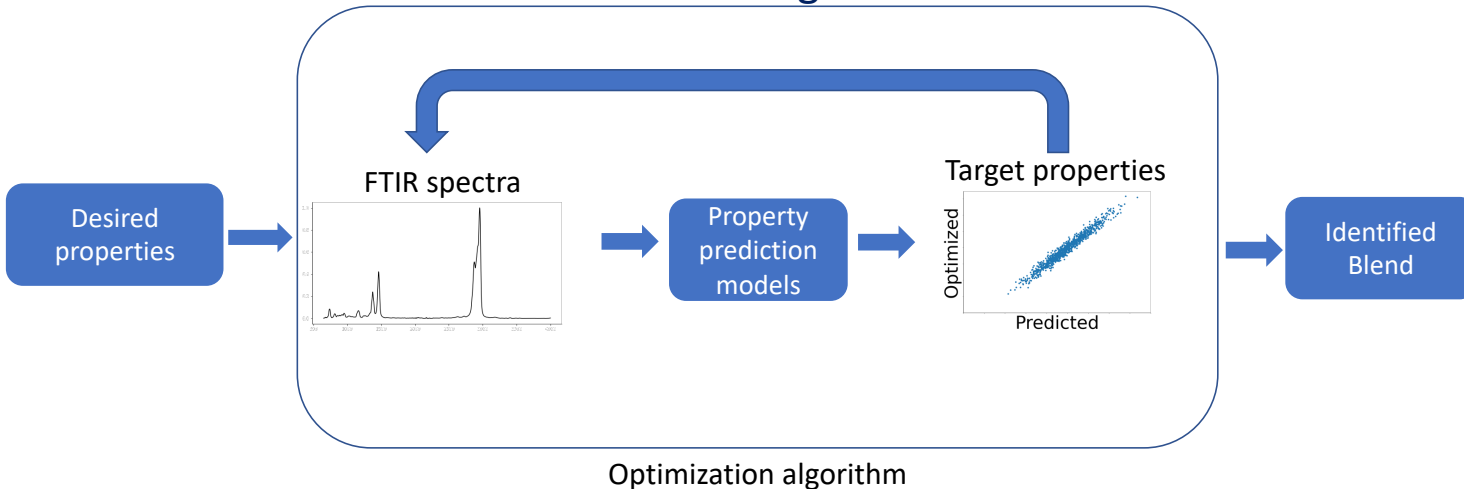 FTIR spectra
Target properties
Desired
properties
Property
prediction
models
Optimized
Predicted
Identified
Blend
Optimization algorithm